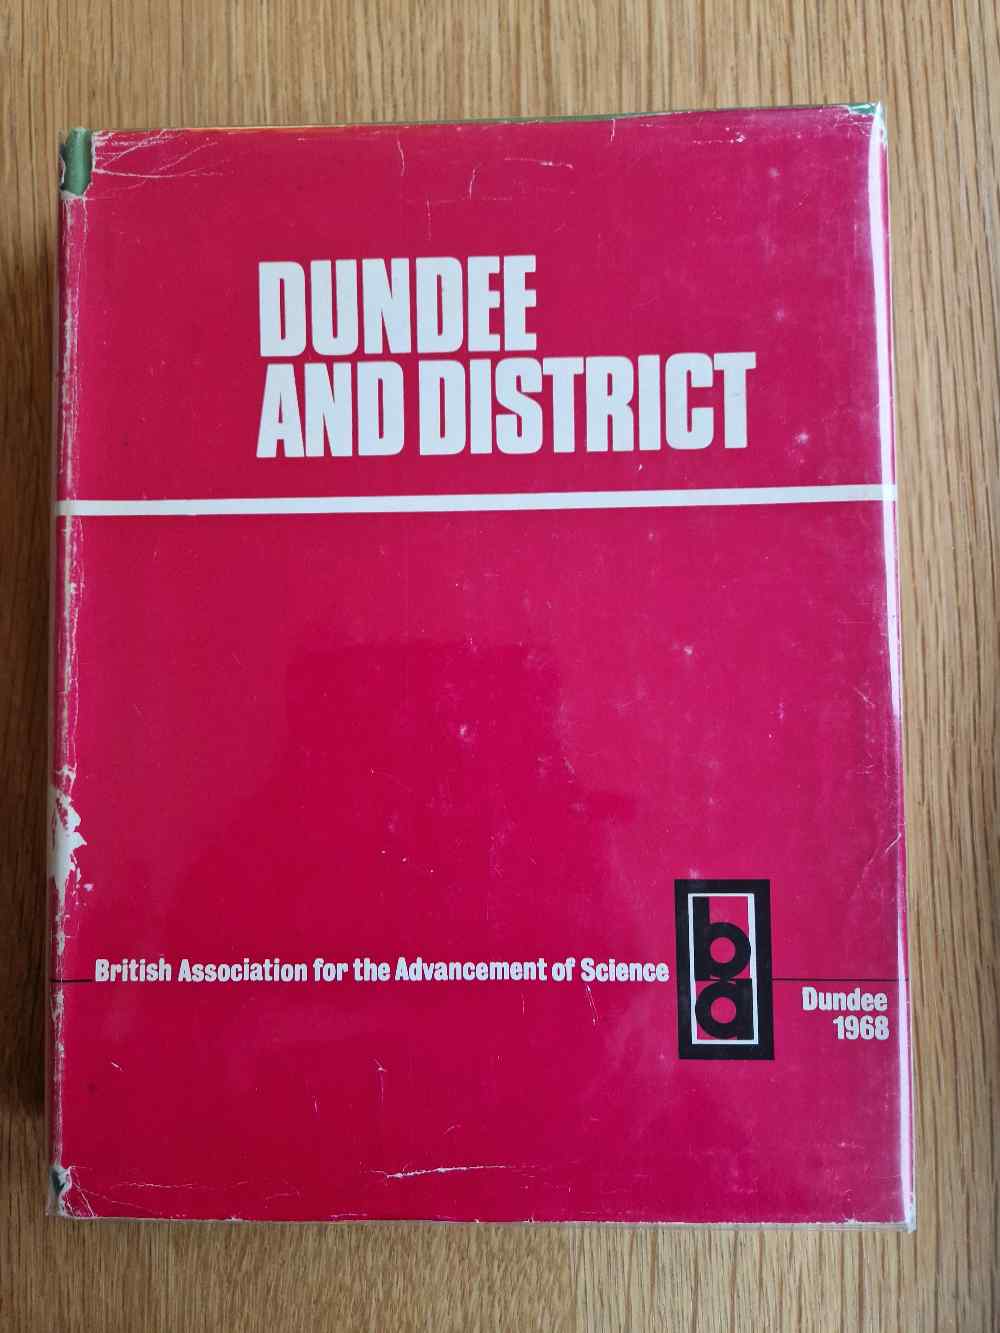 DUNDEE
AND DISTRICT
British Association for the Advancement of Science
ba
Dundee
1968